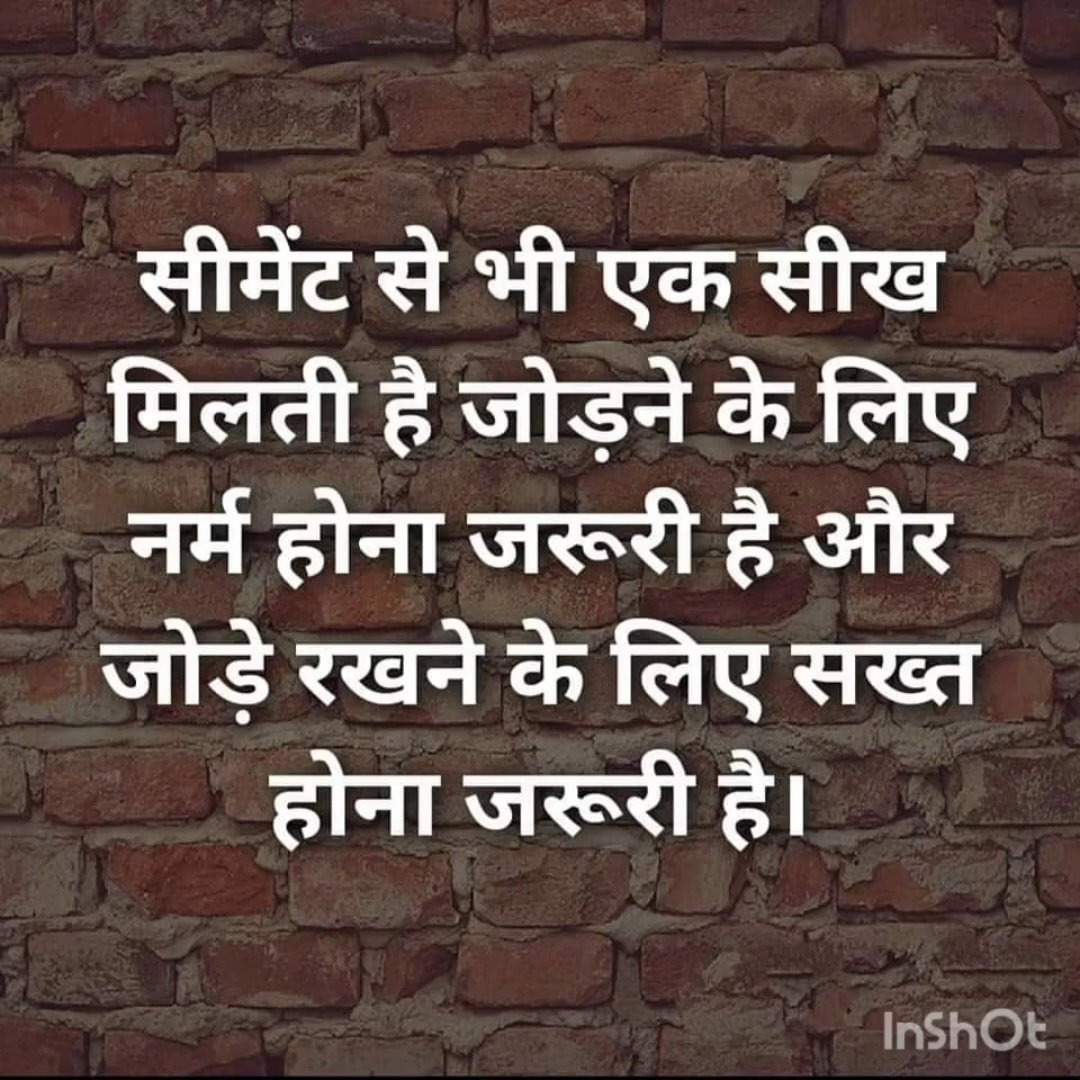 सीमेंट से भी एक सीख
मिलती है जोड़ने के लिए
नर्म होना जरूरी है और
जोड़े रखने के लिए सख्त
होना जरूरी है।
InShOt